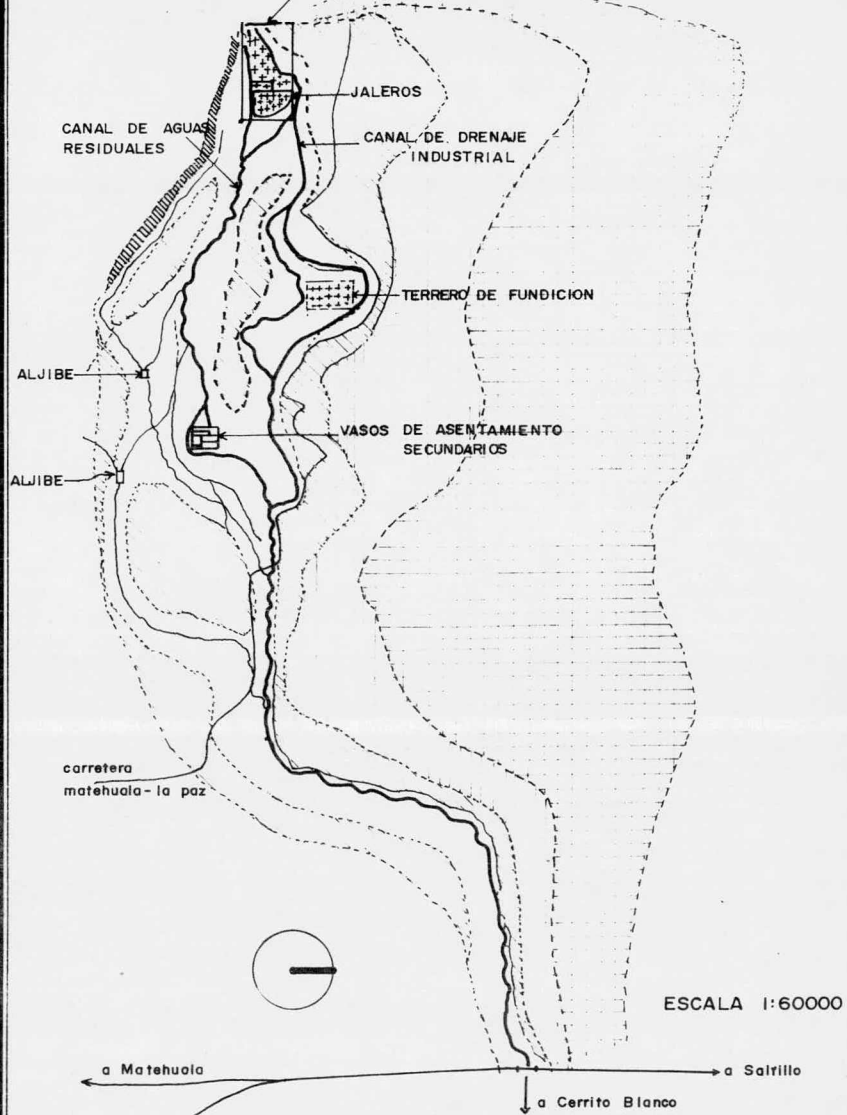 JALEROS
CANAL DE AGUAS
RESIDUALES
CANAL DE DRENAJE
INDUSTRIAL
TERRERO DE FUNDICION
ALJIBE
VASOS DE ASENTAMIENTO
SECUNDARIOS
ALJIBE
carretera
matehuala-la paz
ESCALA 1:60000
a Matehuala
a Saltillo
a Cerrito Blanco